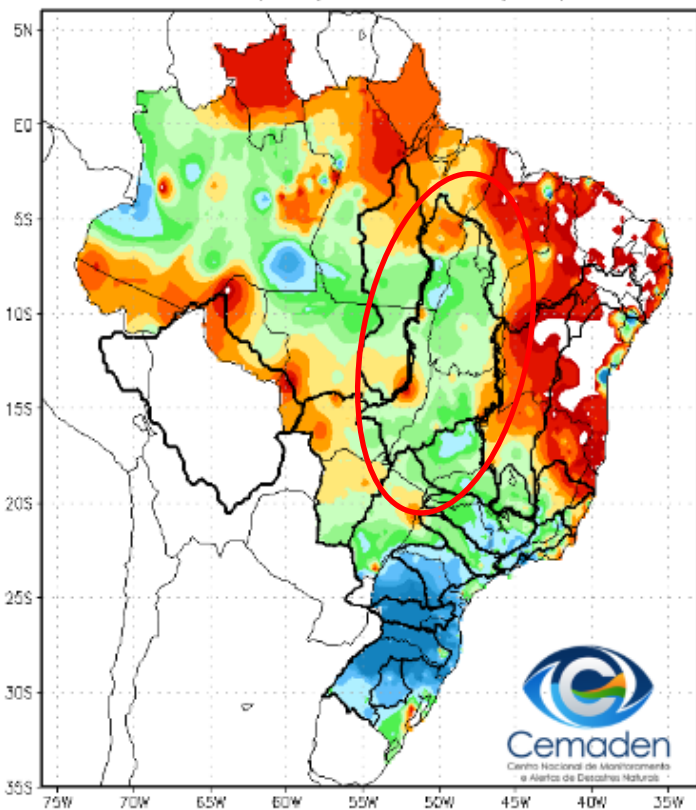 5N
EQ
5S
10S
15S
20S
25S
30S
35S
75W 70W 65W 60W 55W 50W 45W 40W 35W
Cemaden
Centro Nacional de Monitoramento
e Alertas de Desastres Naturais